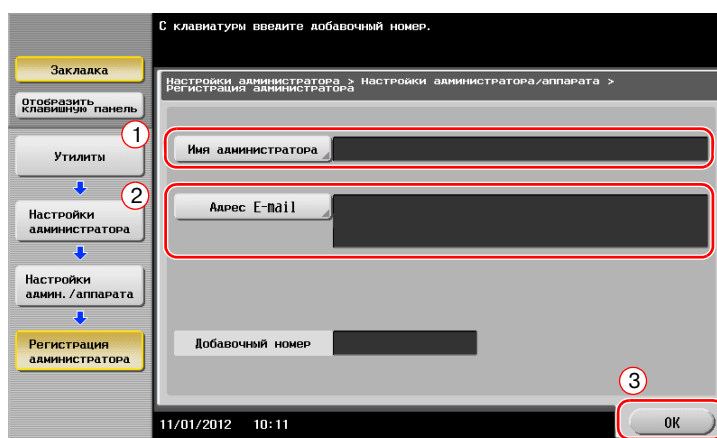 С клавиатуры введите добавочный номер.
Закладка
Отобразить
клавишную панель
Настройки администратора > Настройки администратора/аппарата >
Регистрация администратора
1
Утилиты
Имя администратора
2
Настройки
администратора
Адрес E-mail
Настройки
админ./аппарата
Регистрация
администратора
Добавочный номер
3
11/01/2012 10:11
OK